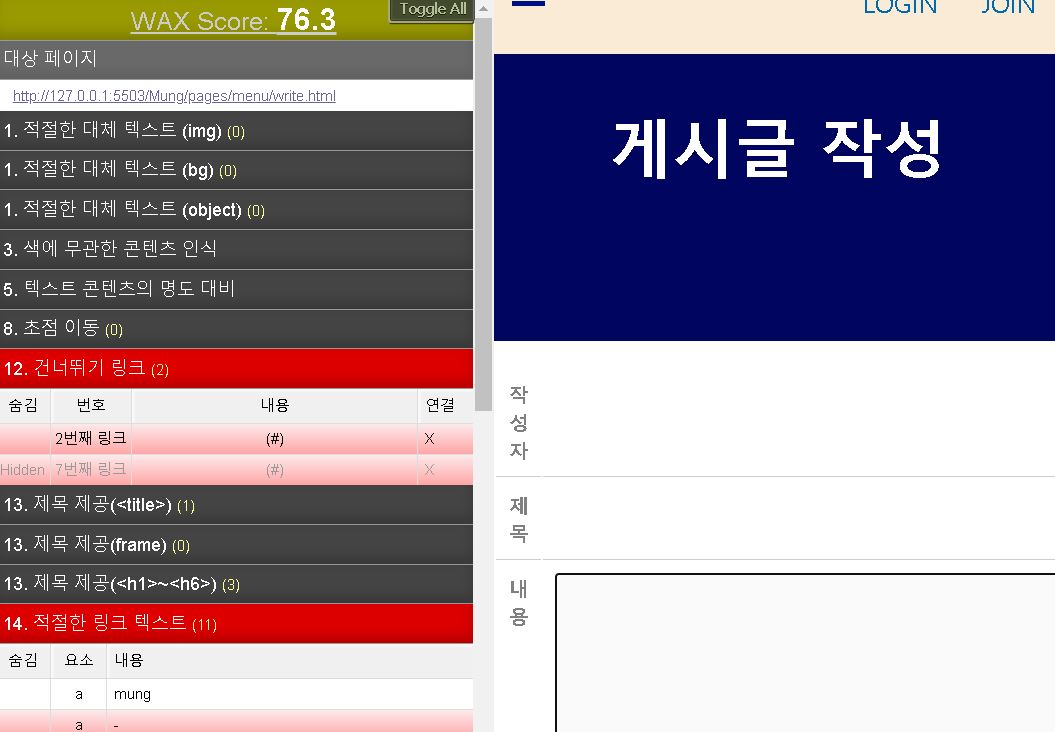 WAX Score: 76.3
Toggle All
대상 페이지
http://127.0.0.1:5503/Mung/pages/menu/write.html
1. 적절한 대체 텍스트 (img) (0)
1. 적절한 대체 텍스트 (bg) (0)
1. 적절한 대체 텍스트 (object) (0)
3. 색에 무관한 콘텐츠 인식
5. 텍스트 콘텐츠의 명도 대비
8. 초점 이동 (0)
12. 건너뛰기 링크 (2)
숨김 번호 내용 연결
2번째 링크 (#) X
Hidden 7번째 링크 (#) X
13. 제목 제공(<title>) (1)
13. 제목 제공(frame) (0)
13. 제목 제공(<h1>~<h6>) (3)
14. 적절한 링크 텍스트 (11)
숨김 요소 내용
a mung
a -
LOGIN JOIN
게시글 작성
작
성
자
제
목
내
용